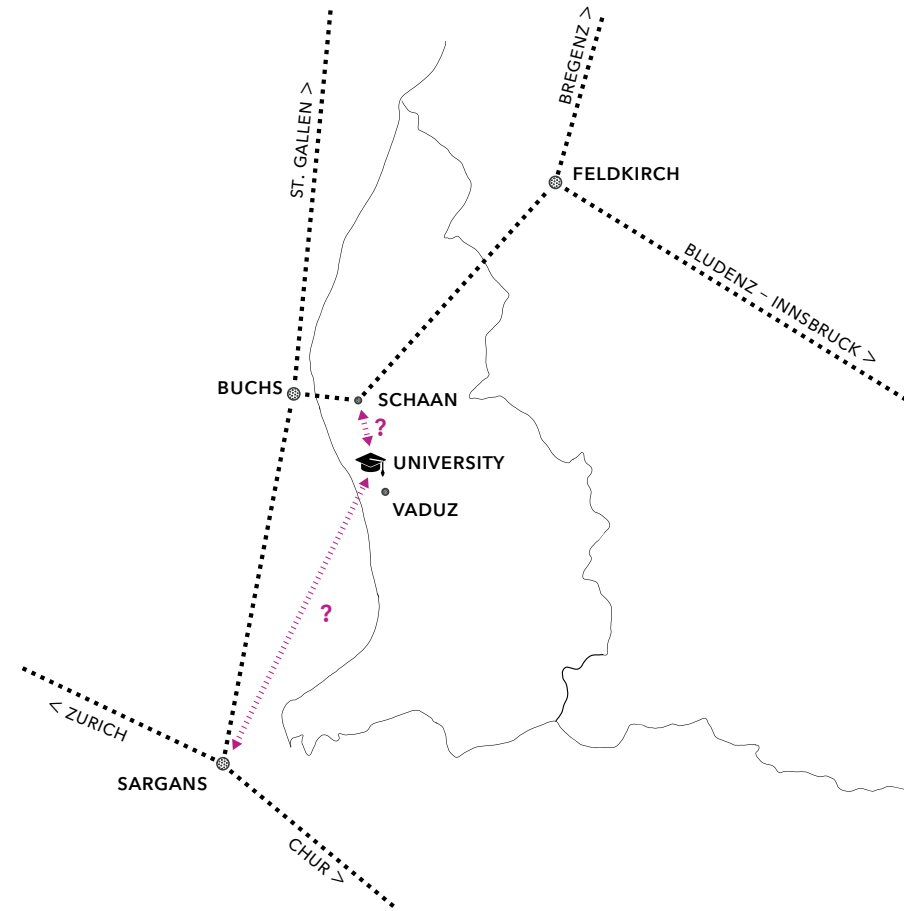 BREGENZ >
ST. GALLEN >
FELDKIRCH
BLUDENZ – INNSBRUCK >
BUCHS
SCHAAN
?
UNIVERSITY
VADUZ
?
< ZURICH
SARGANS
CHUR >